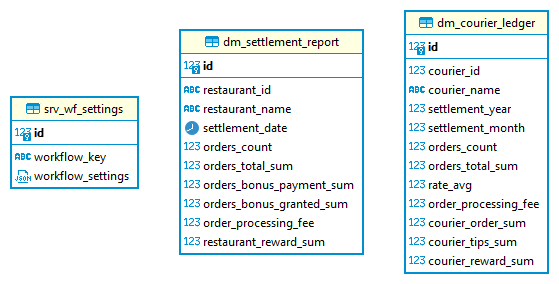 srv_wf_settings
123 id
ABC workflow_key
JSON workflow_settings
dm_settlement_report
123 id
ABC restaurant_id
ABC restaurant_name
settlement_date
123 orders_count
123 orders_total_sum
123 orders_bonus_payment_sum
123 orders_bonus_granted_sum
123 order_processing_fee
123 restaurant_reward_sum
dm_courier_ledger
123 id
123 courier_id
ABC courier_name
123 settlement_year
123 settlement_month
123 orders_count
123 orders_total_sum
123 rate_avg
123 order_processing_fee
123 courier_order_sum
123 courier_tips_sum
123 courier_reward_sum